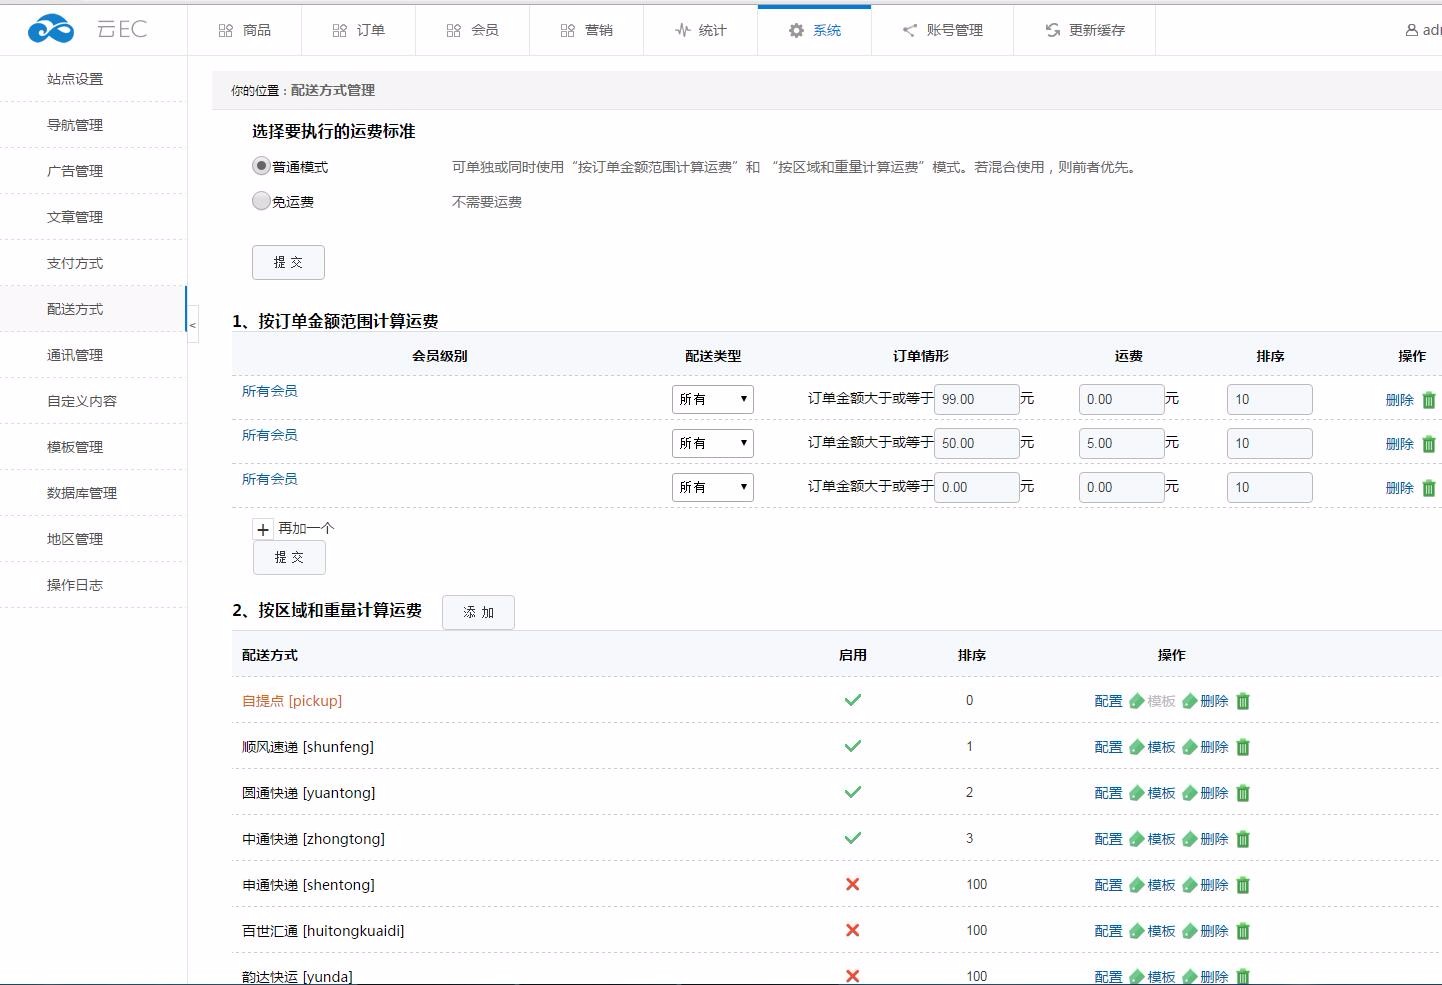 云EC 商品 订单 会员 营销 统计 系统 账号管理 更新缓存
站点设置
导航管理
广告管理
文章管理
支付方式
配送方式
通讯管理
自定义内容
模板管理
数据库管理
地区管理
操作日志
<
你的位置：配送方式管理
选择要执行的运费标准
普通模式 可单独或同时使用“按订单金额范围计算运费”和 “按区域和重量计算运费”模式。若混合使用，则前者优先。
免运费 不需要运费
提 交
1、按订单金额范围计算运费
会员级别 配送类型 订单情形 运费 排序 操作
所有会员 所有 订单金额大于或等于 99.00 元 0.00 元 10 删除
所有会员 所有 订单金额大于或等于 50.00 元 5.00 元 10 删除
所有会员 所有 订单金额大于或等于 0.00 元 0.00 元 10 删除
+ 再加一个
提 交
2、按区域和重量计算运费 添 加
配送方式 启用 排序 操作
自提点 [pickup] 0 配置 模板 删除
顺风速递 [shunfeng] 1 配置 模板 删除
圆通快递 [yuantong] 2 配置 模板 删除
中通快递 [zhongtong] 3 配置 模板 删除
申通快递 [shentong] 100 配置 模板 删除
百世汇通 [huitongkuaidi] 100 配置 模板 删除
韵达快运 [yunda] 100 配置 模板 删除